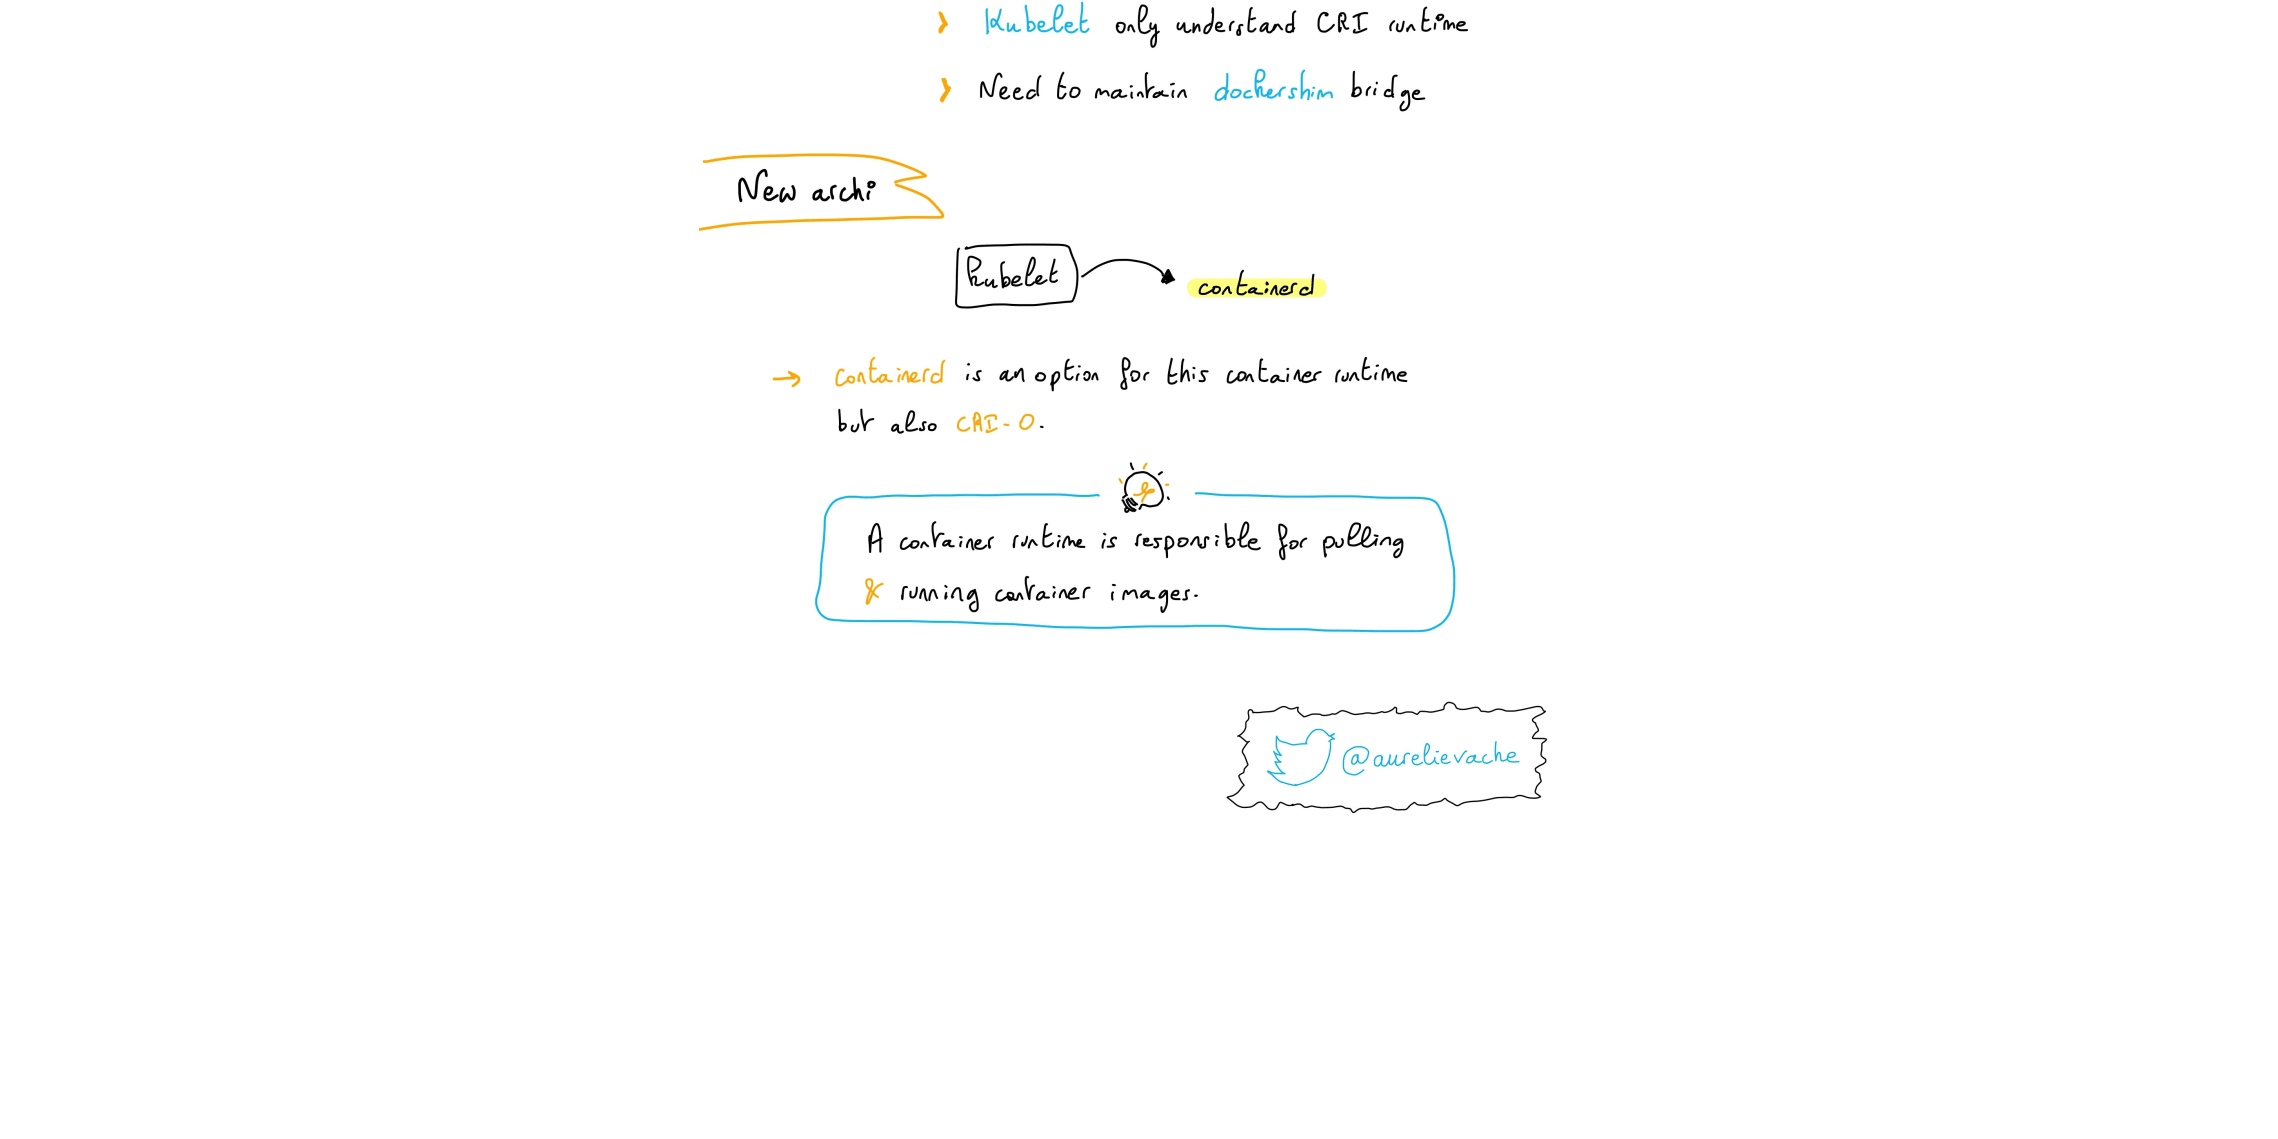 Kubelet only understand CRI runtime
Need to maintain dockershim bridge
New archi
Kubelet
containerd
→ containerd is an option for this container runtime
but also CRI-O.
A container runtime is responsible for pulling
& running container images.
@aurelievache